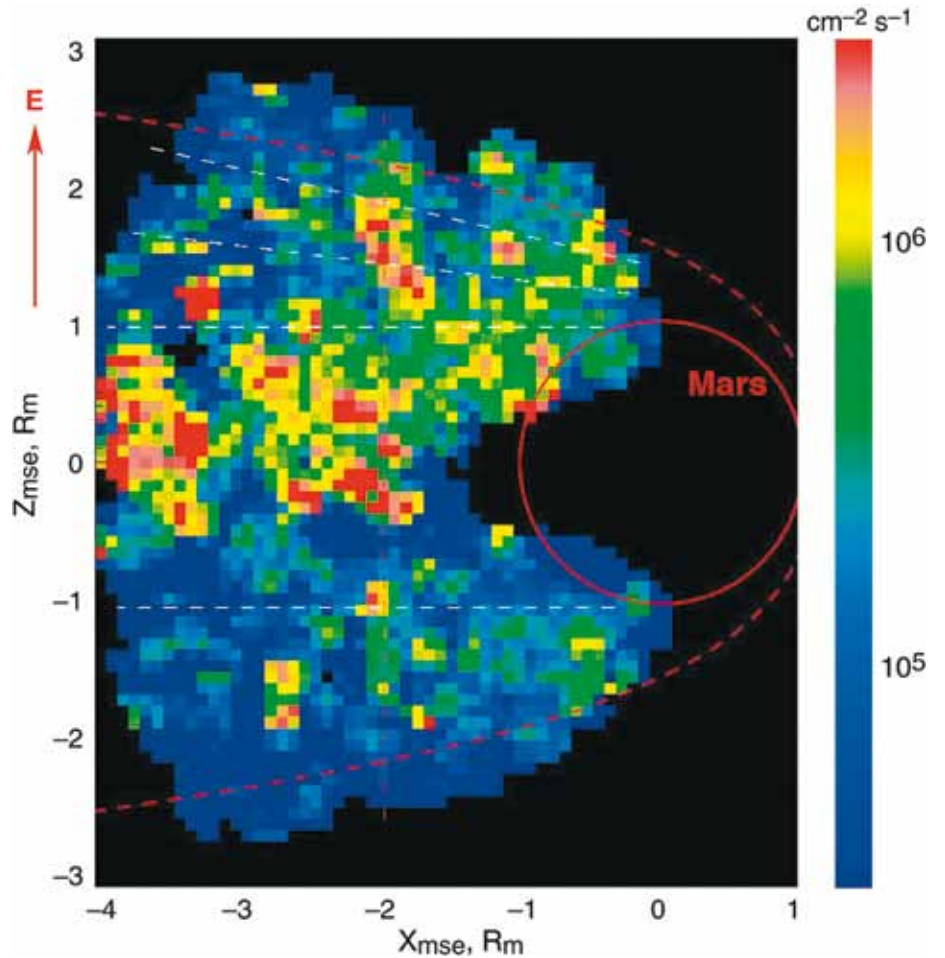 cm⁻² s⁻¹
3
E
2
10⁶
1
Mars
Zmse, Rm
0
−1
10⁵
−2
−3
−4 −3 −2 −1 0 1
Xmse, Rm